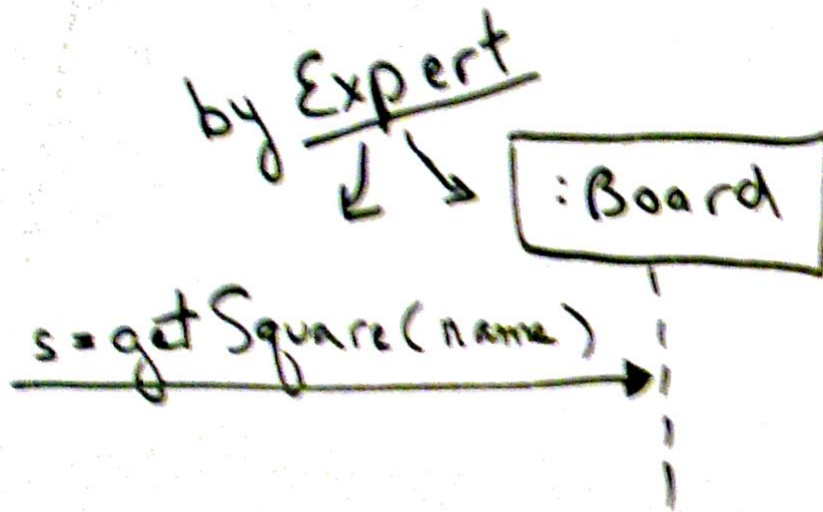 by Expert
:Board
s = getSquare(name)